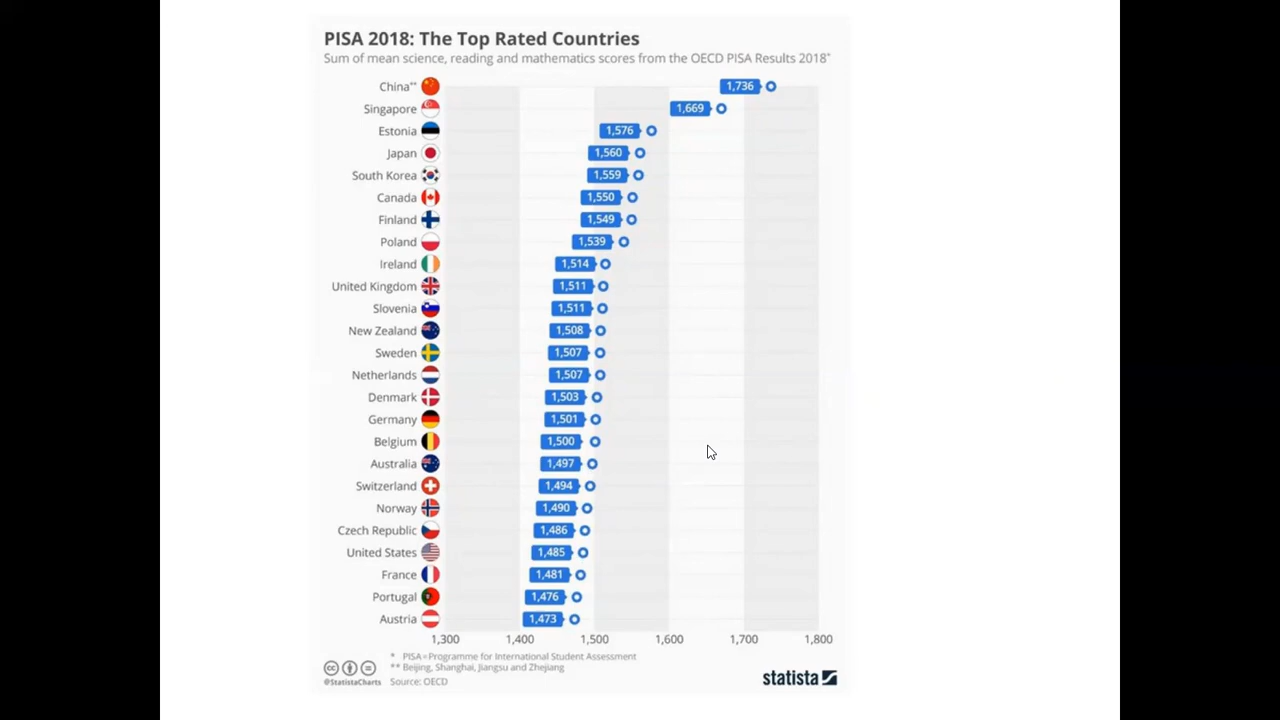 PISA 2018: The Top Rated Countries
Sum of mean science, reading and mathematics scores from the OECD PISA Results 2018*
China** 1,736
Singapore 1,669
Estonia 1,576
Japan 1,560
South Korea 1,559
Canada 1,550
Finland 1,549
Poland 1,539
Ireland 1,514
United Kingdom 1,511
Slovenia 1,511
New Zealand 1,508
Sweden 1,507
Netherlands 1,507
Denmark 1,503
Germany 1,501
Belgium 1,500
Australia 1,497
Switzerland 1,494
Norway 1,490
Czech Republic 1,486
United States 1,485
France 1,481
Portugal 1,476
Austria 1,473
1,300 1,400 1,500 1,600 1,700 1,800
* PISA=Programme for International Student Assessment
** Beijing, Shanghai, Jiangsu and Zhejiang
@StatistaCharts Source: OECD
statista